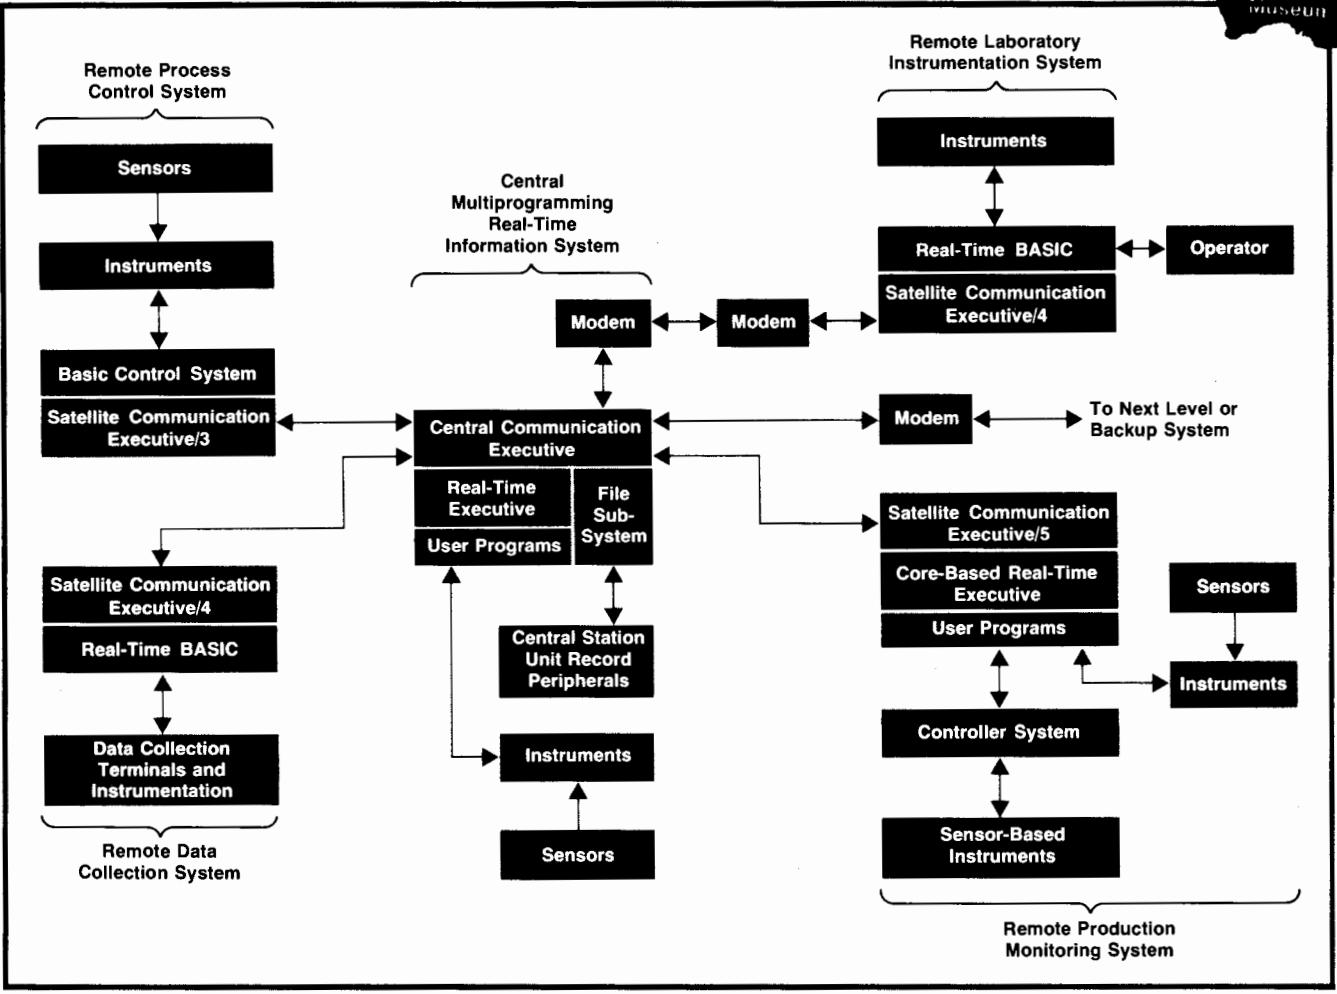 Museun
Remote Process
Control System
Sensors
Instruments
Basic Control System
Satellite Communication
Executive/3
Satellite Communication
Executive/4
Real-Time BASIC
Data Collection
Terminals and
Instrumentation
Remote Data
Collection System
Central
Multiprogramming
Real-Time
Information System
Modem
Modem
Central Communication
Executive
Real-Time
Executive
User Programs
File
Sub-
System
Central Station
Unit Record
Peripherals
Instruments
Sensors
Remote Laboratory
Instrumentation System
Instruments
Real-Time BASIC
Operator
Satellite Communication
Executive/4
Modem
To Next Level or
Backup System
Satellite Communication
Executive/5
Core-Based Real-Time
Executive
User Programs
Sensors
Instruments
Controller System
Sensor-Based
Instruments
Remote Production
Monitoring System